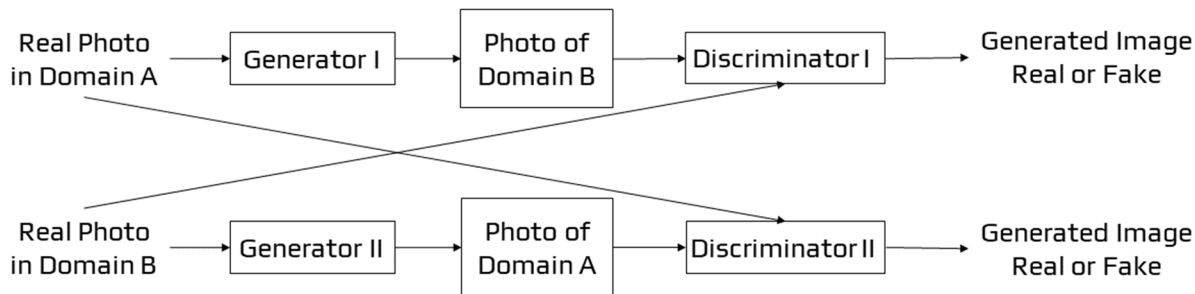 Real Photo
in Domain A
Generator I
Photo of
Domain B
Discriminator I
Generated Image
Real or Fake
Real Photo
in Domain B
Generator II
Photo of
Domain A
Discriminator II
Generated Image
Real or Fake